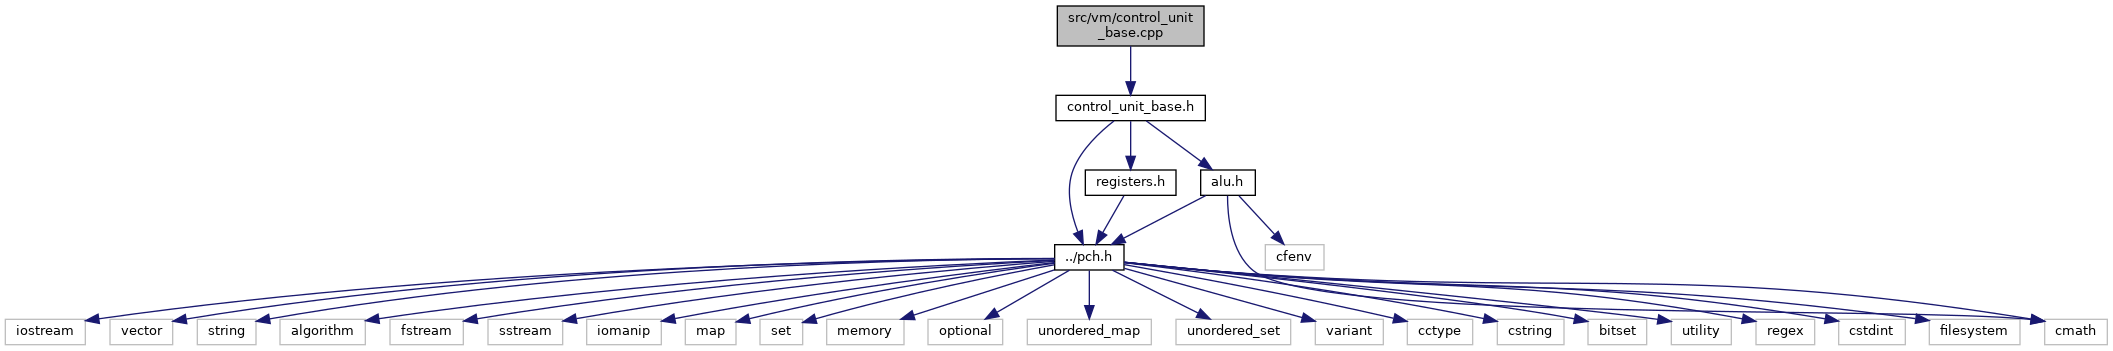 src/vm/control_unit
_base.cpp
control_unit_base.h
registers.h
alu.h
../pch.h
cfenv
iostream
vector
string
algorithm
fstream
sstream
iomanip
map
set
memory
optional
unordered_map
unordered_set
variant
cctype
cstring
bitset
utility
regex
cstdint
filesystem
cmath